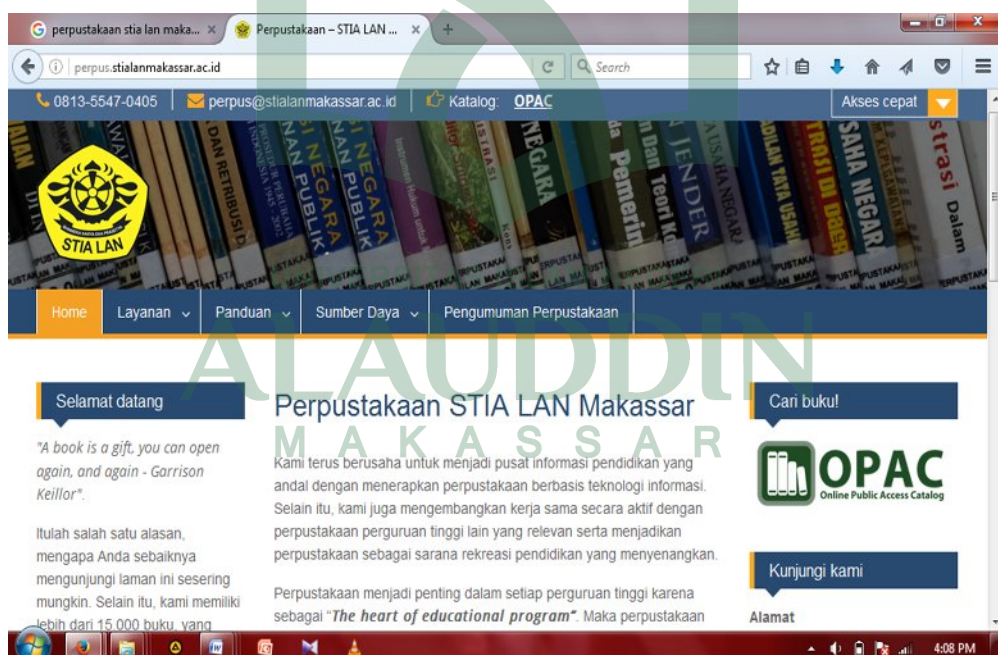 perpustakaan stia lan maka...
Perpustakaan – STIA LAN ...
perpus.stialanmakassar.ac.id
Search
0813-5547-0405
perpus@stialanmakassar.ac.id
Katalog: OPAC
Akses cepat
STIA LAN
Home
Layanan
Panduan
Sumber Daya
Pengumuman Perpustakaan
ALAUDDIN
MAKASSAR
Selamat datang
"A book is a gift, you can open
again, and again - Garrison
Keillor".
Itulah salah satu alasan,
mengapa Anda sebaiknya
mengunjungi laman ini sesering
mungkin. Selain itu, kami memiliki
lebih dari 15 000 buku, yang
Perpustakaan STIA LAN Makassar
Kami terus berusaha untuk menjadi pusat informasi pendidikan yang
andal dengan menerapkan perpustakaan berbasis teknologi informasi.
Selain itu, kami juga mengembangkan kerja sama secara aktif dengan
perpustakaan perguruan tinggi lain yang relevan serta menjadikan
perpustakaan sebagai sarana rekreasi pendidikan yang menyenangkan.
Perpustakaan menjadi penting dalam setiap perguruan tinggi karena
sebagai “The heart of educational program”. Maka perpustakaan
Cari buku!
OPAC
Online Public Access Catalog
Kunjungi kami
Alamat
4:08 PM